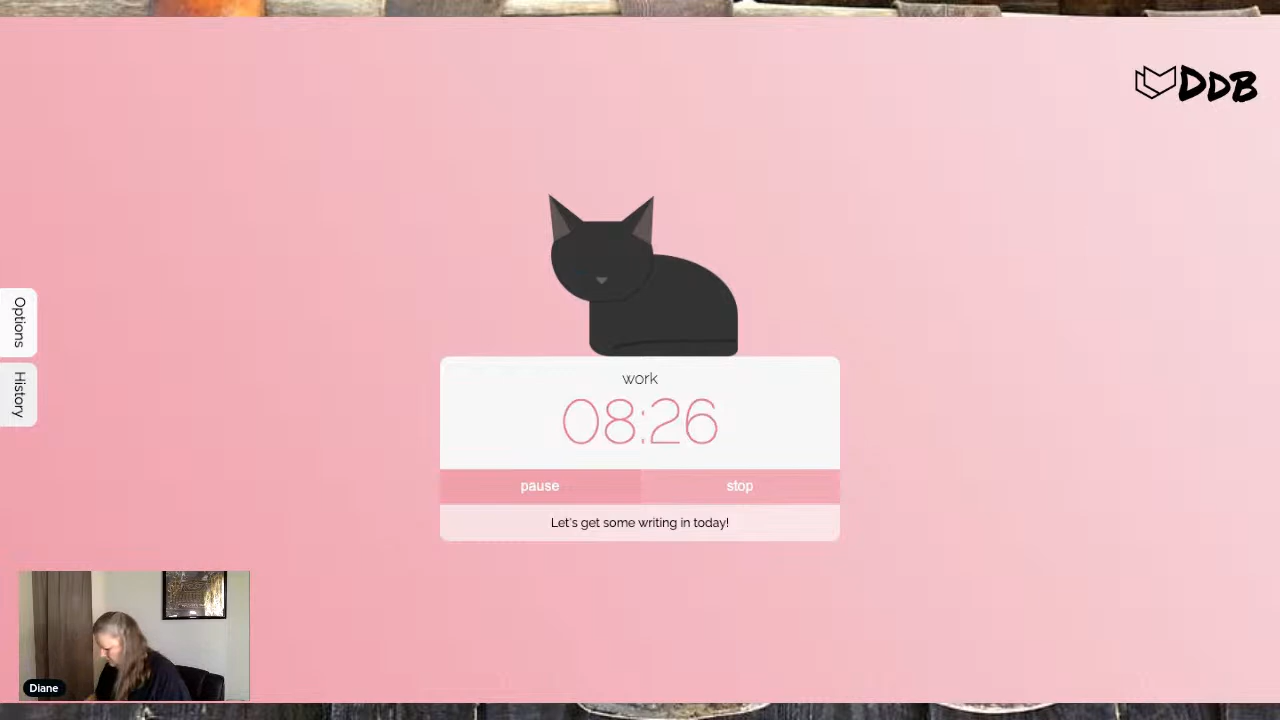 DDB
Options
History
work
08:26
pause
stop
Let's get some writing in today!
Diane